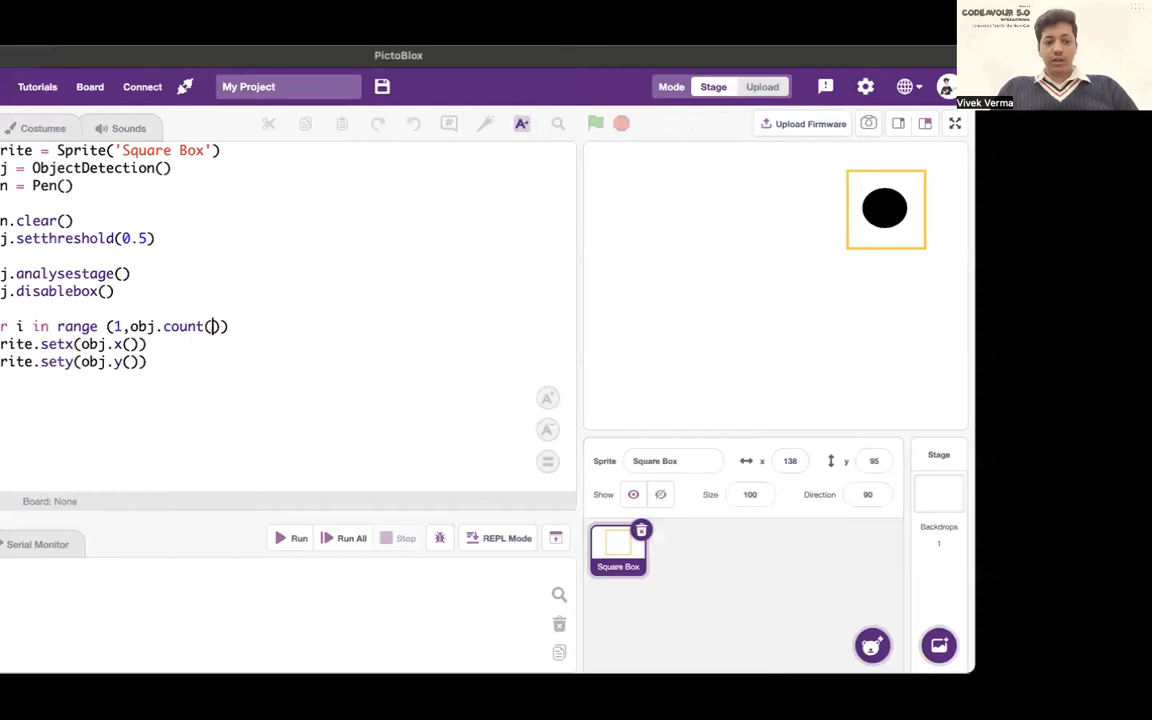 CODEAVOUR 5.0
PictoBlox
Tutorials Board Connect My Project Mode Stage Upload
Vivek Verma
Costumes Sounds Upload Firmware
rite = Sprite('Square Box')
j = ObjectDetection()
n = Pen()
n.clear()
j.setthreshold(0.5)
j.analysestage()
j.disablebox()
r i in range (1,obj.count())
rite.setx(obj.x())
rite.sety(obj.y())
Board: None
Sprite Square Box x 138 y 95
Show Size 100 Direction 90
Square Box
Stage
Backdrops
1
Serial Monitor Run Run All Stop REPL Mode